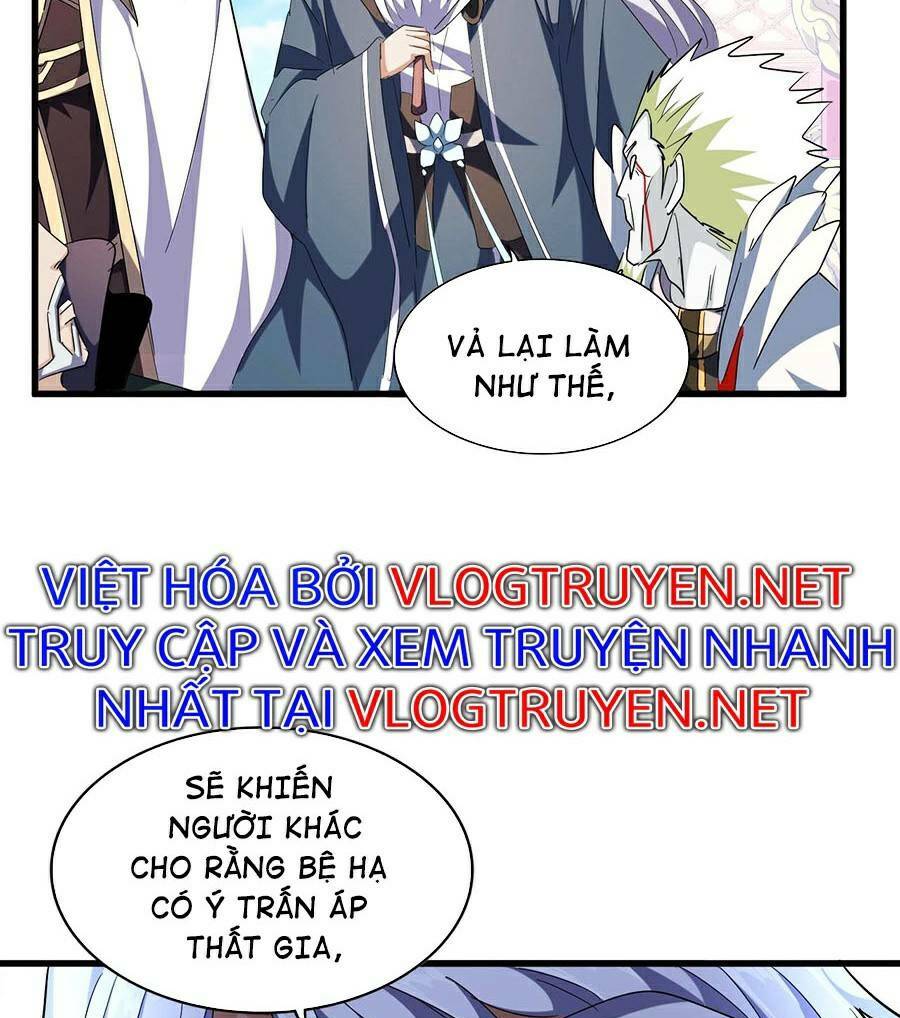 VẢ LẠI LÀM
NHƯ THẾ,
VIỆT HÓA BỞI VLOGTRUYEN.NET
TRUY CẬP VÀ XEM TRUYỆN NHANH
NHẤT TẠI VLOGTRUYEN.NET
SẼ KHIẾN
NGƯỜI KHÁC
CHO RẰNG BỆ HẠ
CÓ Ý TRẤN ÁP
THẤT GIA,